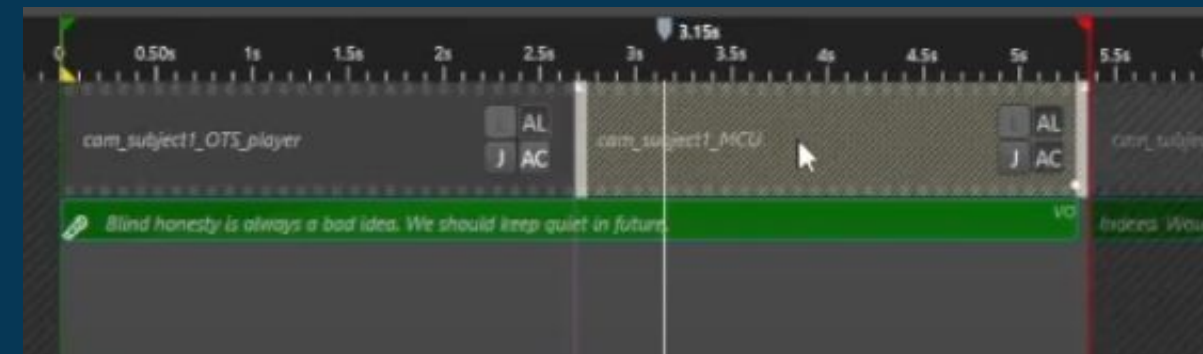 3.15s
0 0.50s 1s 1.5s 2s 2.5s 3s 3.5s 4s 4.5s 5s 5.5s
cam_subject1_OTS_player
AL
J AC
cam_subject1_MCU
AL
J AC
Blind honesty is always a bad idea. We should keep quiet in future.
VO
Indeed.